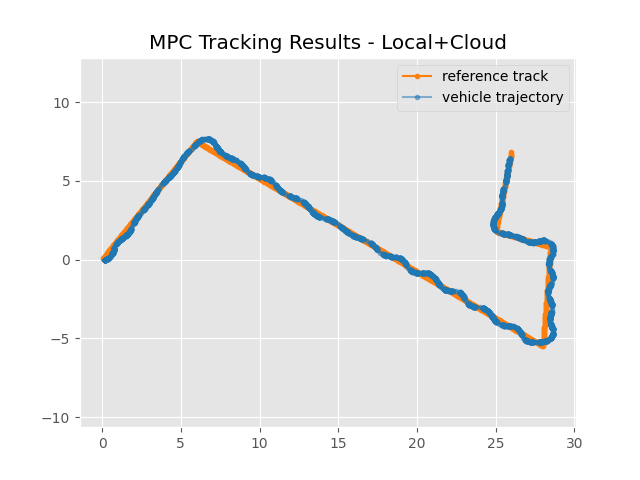 MPC Tracking Results - Local+Cloud
reference track
vehicle trajectory
10
5
0
−5
−10
0 5 10 15 20 25 30